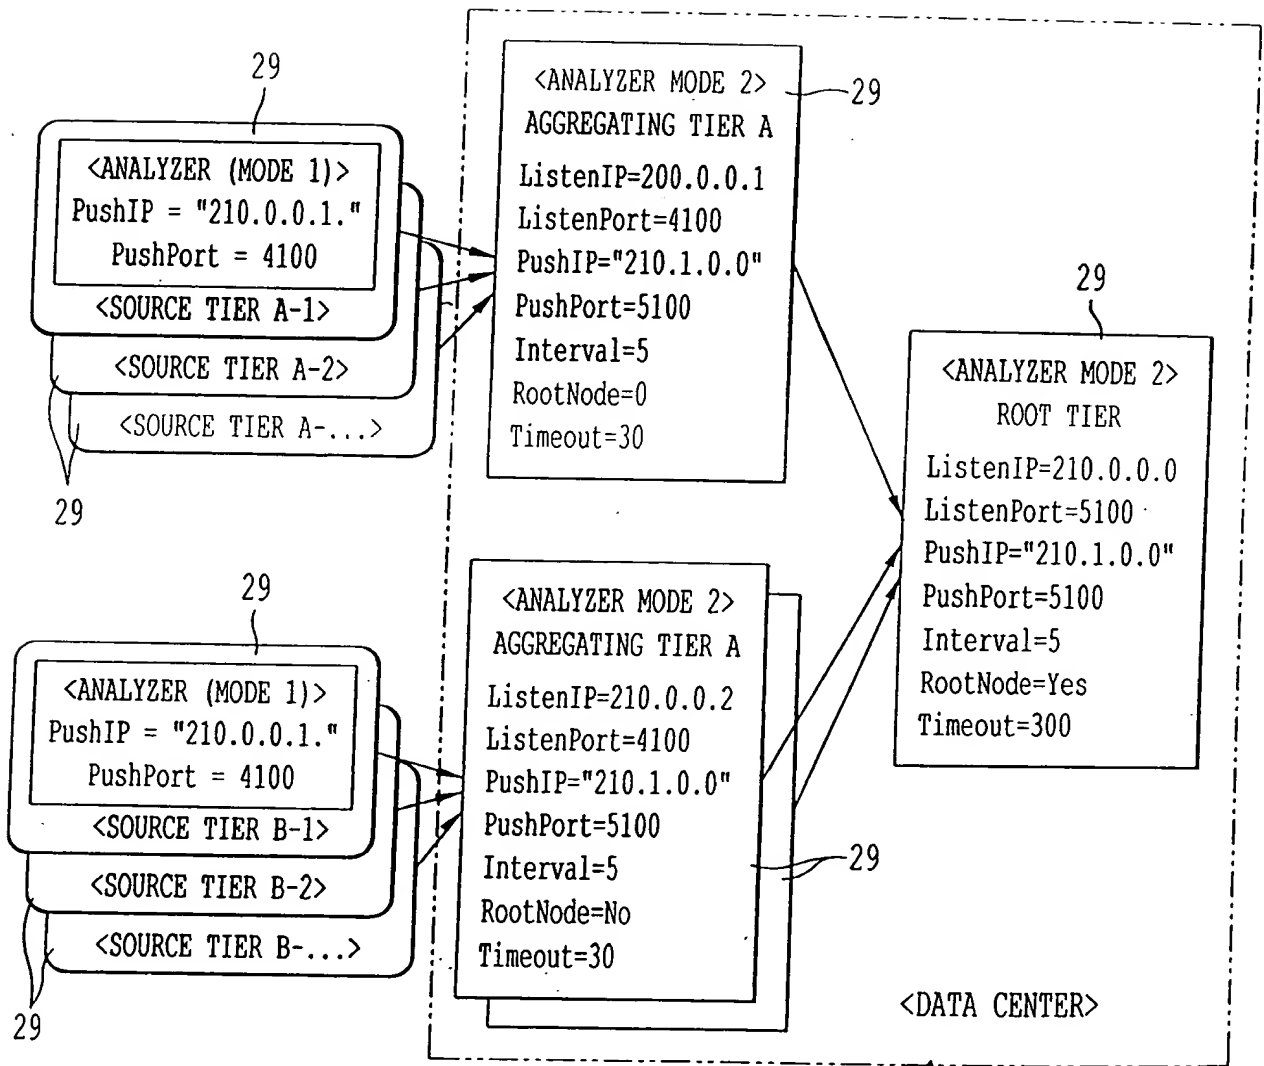 29
<ANALYZER (MODE 1)>
PushIP = "210.0.0.1."
PushPort = 4100
<SOURCE TIER A-1>
<SOURCE TIER A-2>
<SOURCE TIER A-...>
29
<ANALYZER MODE 2>
29
AGGREGATING TIER A
ListenIP=200.0.0.1
ListenPort=4100
PushIP="210.1.0.0"
PushPort=5100
Interval=5
RootNode=0
Timeout=30
29
<ANALYZER MODE 2>
ROOT TIER
ListenIP=210.0.0.0
ListenPort=5100
PushIP="210.1.0.0"
PushPort=5100
Interval=5
RootNode=Yes
Timeout=300
29
<ANALYZER (MODE 1)>
PushIP = "210.0.0.1."
PushPort = 4100
<SOURCE TIER B-1>
<SOURCE TIER B-2>
<SOURCE TIER B-...>
29
<ANALYZER MODE 2>
AGGREGATING TIER A
ListenIP=210.0.0.2
ListenPort=4100
PushIP="210.1.0.0"
PushPort=5100
Interval=5
RootNode=No
Timeout=30
29
<DATA CENTER>